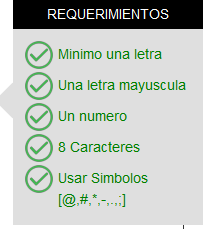 REQUERIMIENTOS
Minimo una letra
Una letra mayuscula
Un numero
8 Caracteres
Usar Simbolos
[@,#,*,-,.,;]